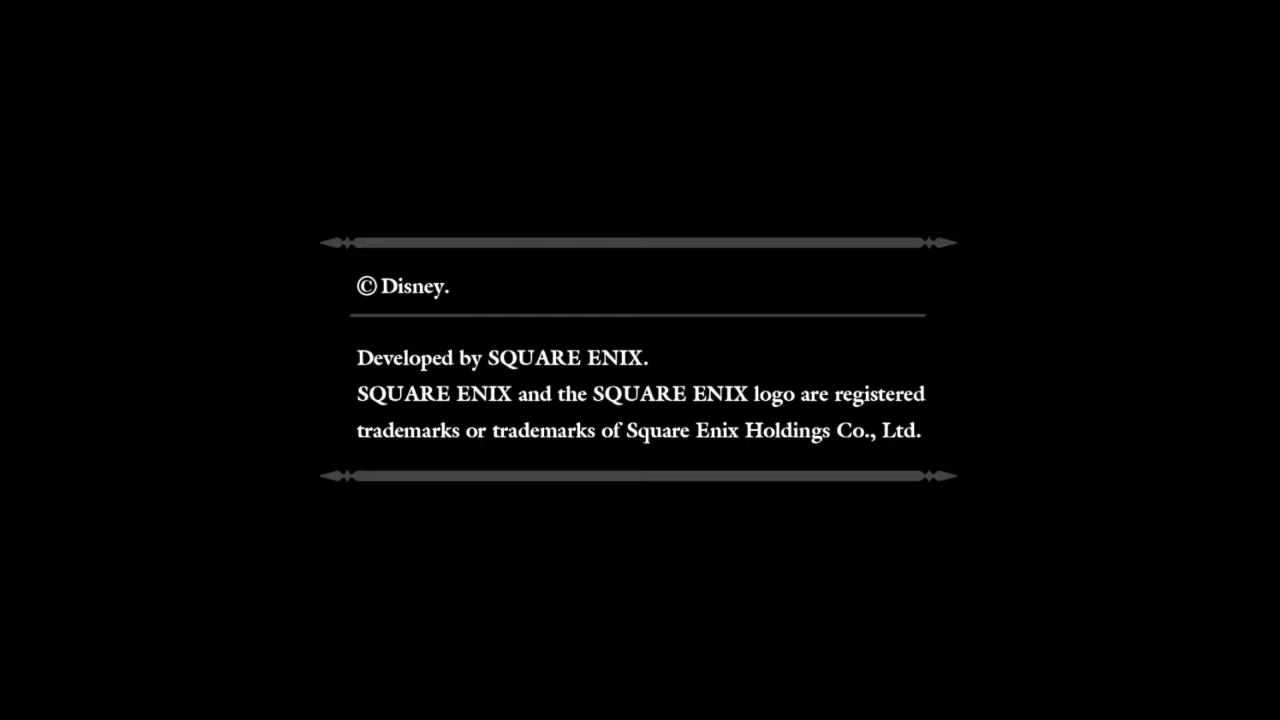 © Disney.
Developed by SQUARE ENIX.
SQUARE ENIX and the SQUARE ENIX logo are registered
trademarks or trademarks of Square Enix Holdings Co., Ltd.